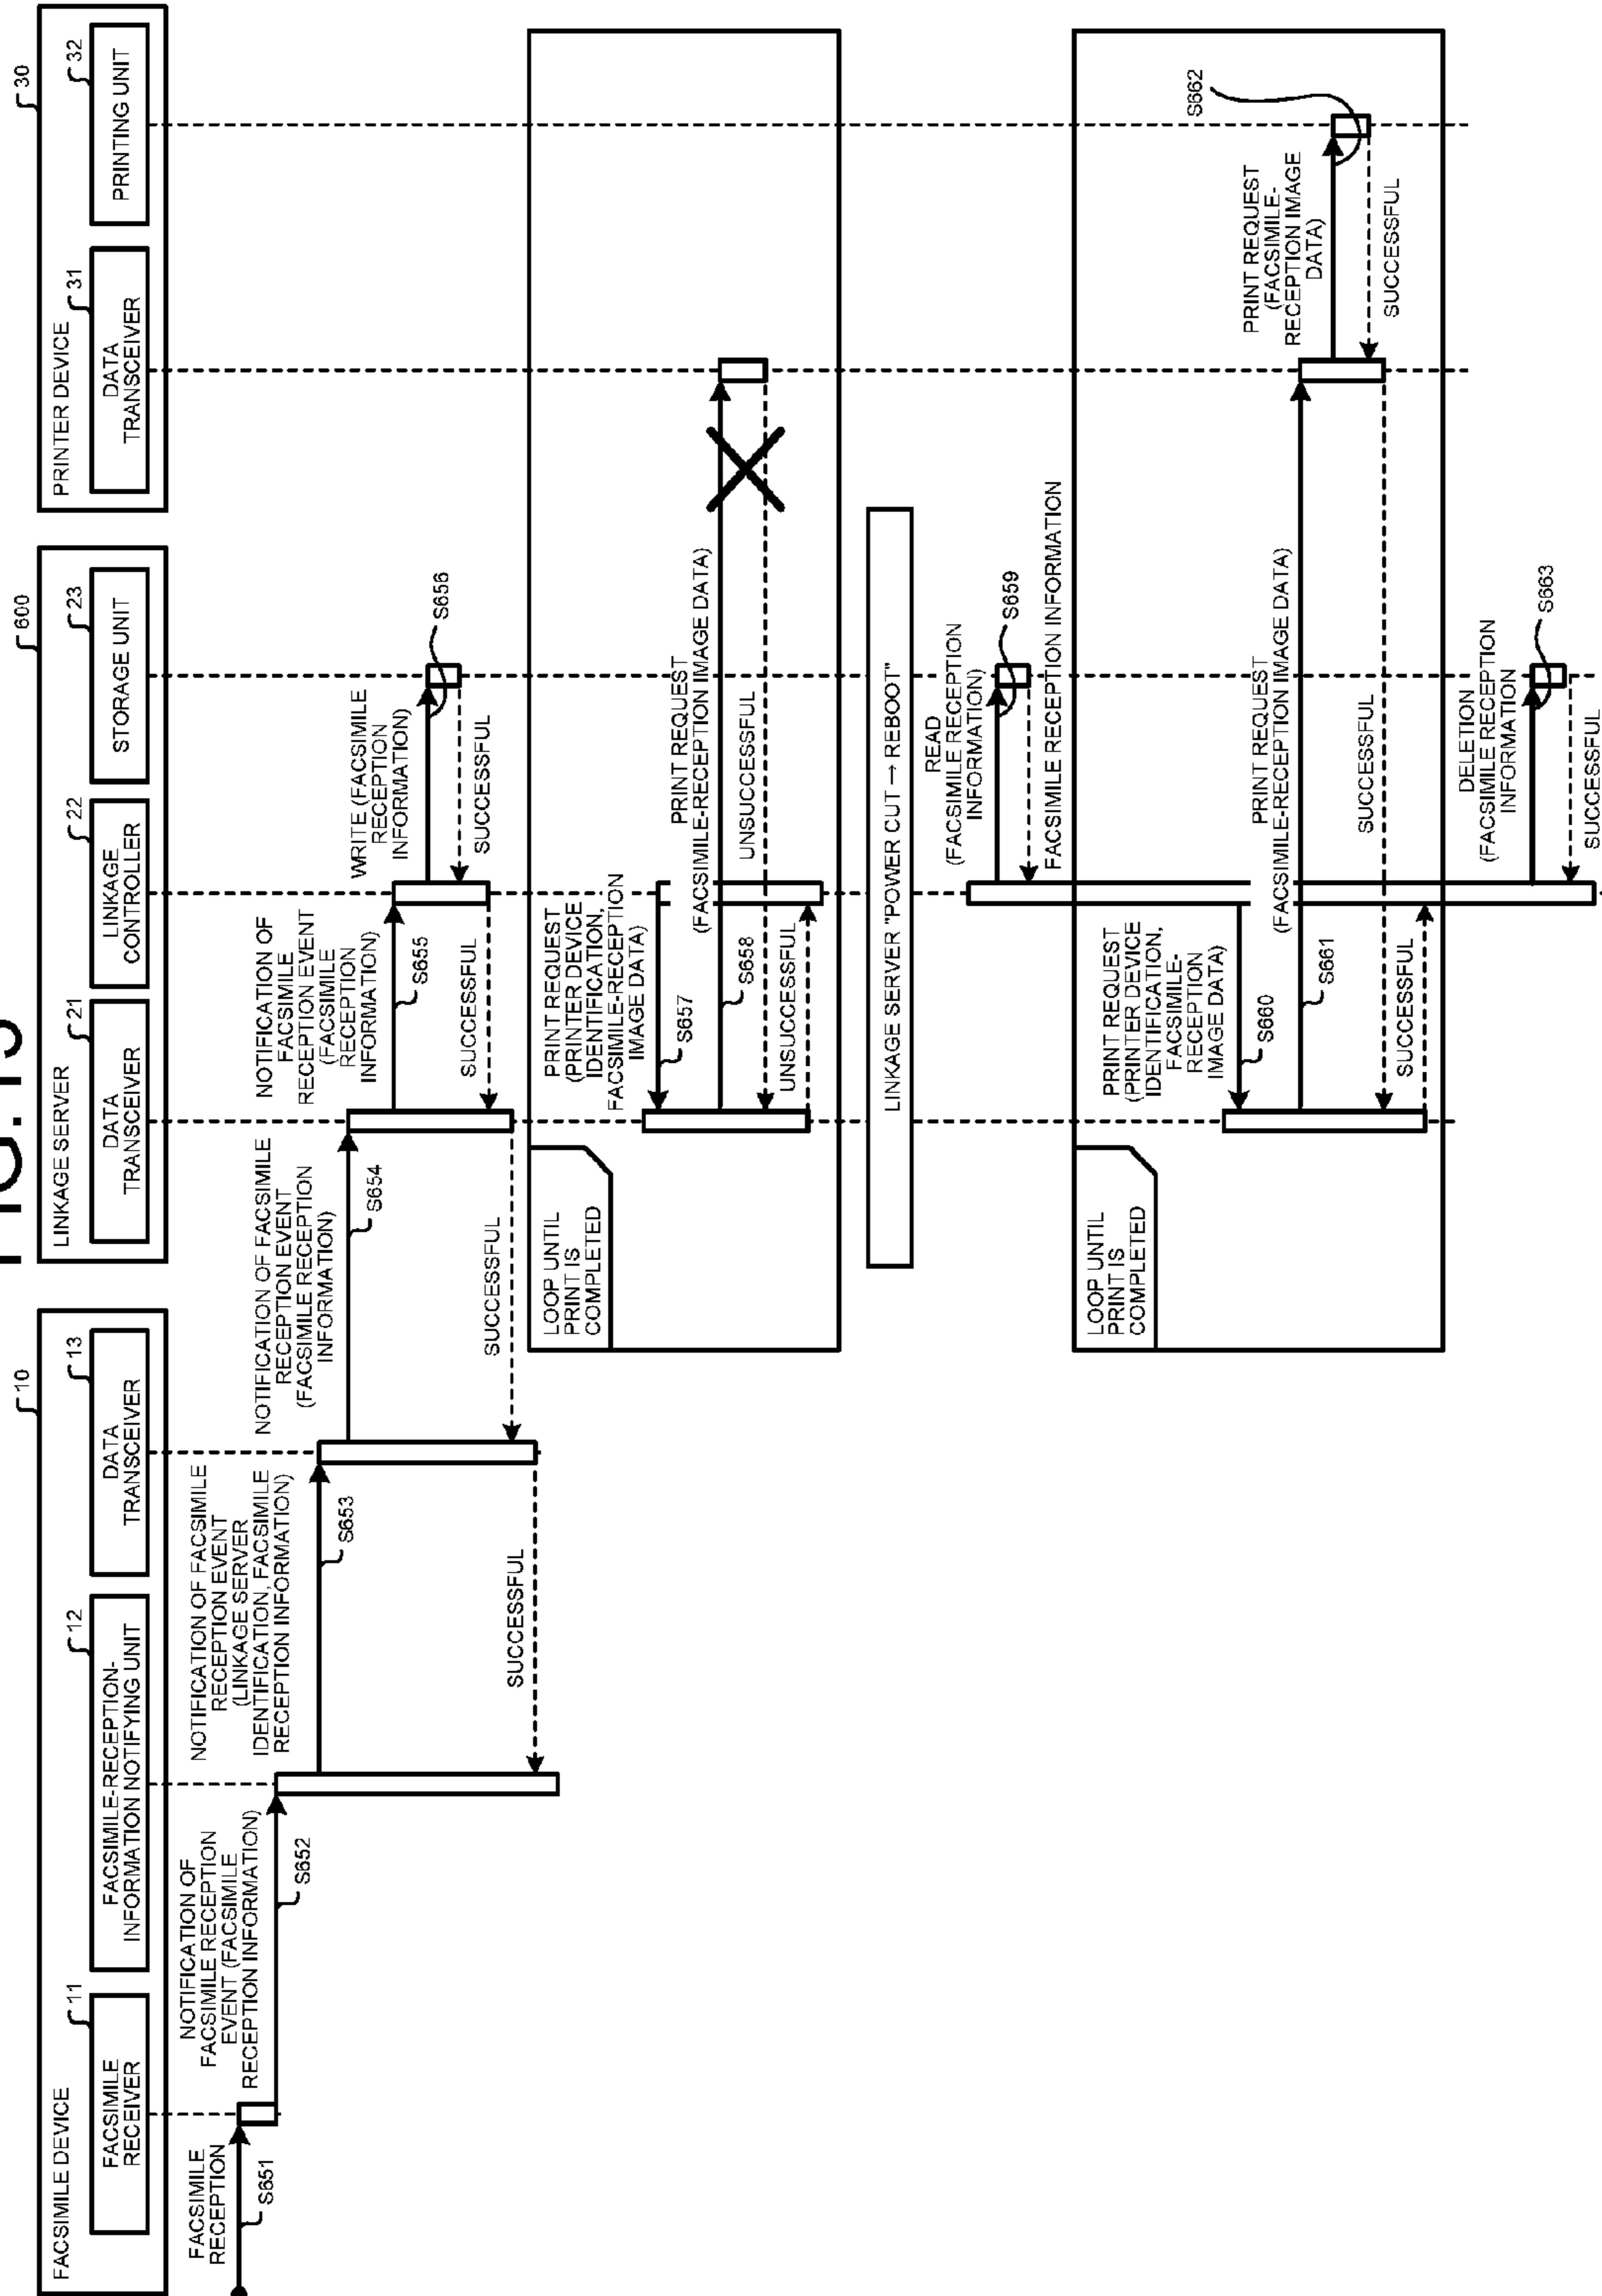 FACSIMILE DEVICE
10
FACSIMILE
RECEIVER
11
FACSIMILE-RECEPTION-
INFORMATION NOTIFYING UNIT
12
DATA
TRANSCEIVER
13
LINKAGE SERVER
600
DATA
TRANSCEIVER
21
LINKAGE
CONTROLLER
22
STORAGE UNIT
23
PRINTER DEVICE
30
DATA
TRANSCEIVER
31
PRINTING UNIT
32
FACSIMILE
RECEPTION
S651
NOTIFICATION OF
FACSIMILE RECEPTION
EVENT (FACSIMILE
RECEPTION INFORMATION)
S652
NOTIFICATION OF FACSIMILE
RECEPTION EVENT
(LINKAGE SERVER
IDENTIFICATION, FACSIMILE
RECEPTION INFORMATION)
S653
NOTIFICATION OF FACSIMILE
RECEPTION EVENT
(FACSIMILE RECEPTION
INFORMATION)
S654
NOTIFICATION OF
FACSIMILE
RECEPTION EVENT
(FACSIMILE
RECEPTION
INFORMATION)
S655
WRITE (FACSIMILE
RECEPTION
INFORMATION)
S656
SUCCESSFUL
SUCCESSFUL
SUCCESSFUL
SUCCESSFUL
LOOP UNTIL
PRINT IS
COMPLETED
PRINT REQUEST
(PRINTER DEVICE
IDENTIFICATION,
FACSIMILE-RECEPTION
IMAGE DATA)
S657
PRINT REQUEST
(FACSIMILE-RECEPTION IMAGE DATA)
S658
UNSUCCESSFUL
UNSUCCESSFUL
LINKAGE SERVER "POWER CUT → REBOOT"
READ
(FACSIMILE RECEPTION
INFORMATION)
S659
FACSIMILE RECEPTION INFORMATION
LOOP UNTIL
PRINT IS
COMPLETED
PRINT REQUEST
(PRINTER DEVICE
IDENTIFICATION,
FACSIMILE-
RECEPTION
IMAGE DATA)
S660
PRINT REQUEST
(FACSIMILE-RECEPTION IMAGE DATA)
S661
PRINT REQUEST
(FACSIMILE-
RECEPTION IMAGE
DATA)
S662
SUCCESSFUL
SUCCESSFUL
SUCCESSFUL
DELETION
(FACSIMILE RECEPTION
INFORMATION
S663
SUCCESSFUL